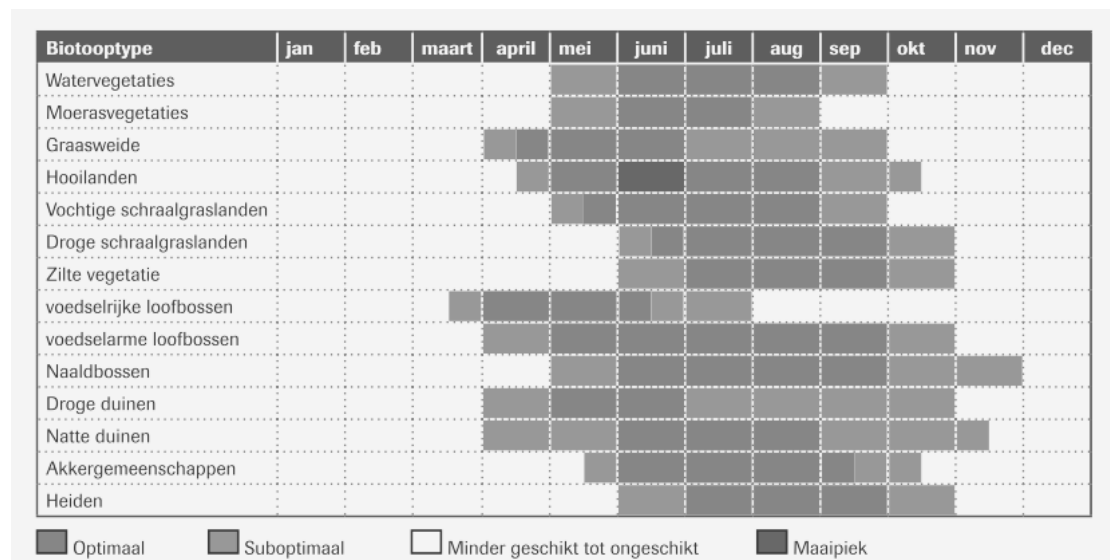 Biotooptype jan feb maart april mei juni juli aug sep okt nov dec
Watervegetaties
Moerasvegetaties
Graasweide
Hooilanden
Vochtige schraalgraslanden
Droge schraalgraslanden
Zilte vegetatie
voedselrijke loofbossen
voedselarme loofbossen
Naaldbossen
Droge duinen
Natte duinen
Akkergemeenschappen
Heiden
Optimaal Suboptimaal Minder geschikt tot ongeschikt Maaipiek